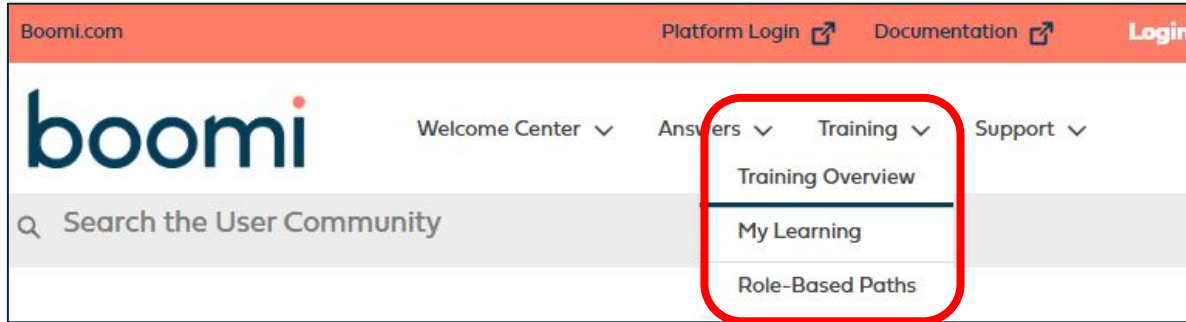 Boomi.com Platform Login Documentation Login
boomi Welcome Center Answers Training Support
Training Overview
Search the User Community
My Learning
Role-Based Paths